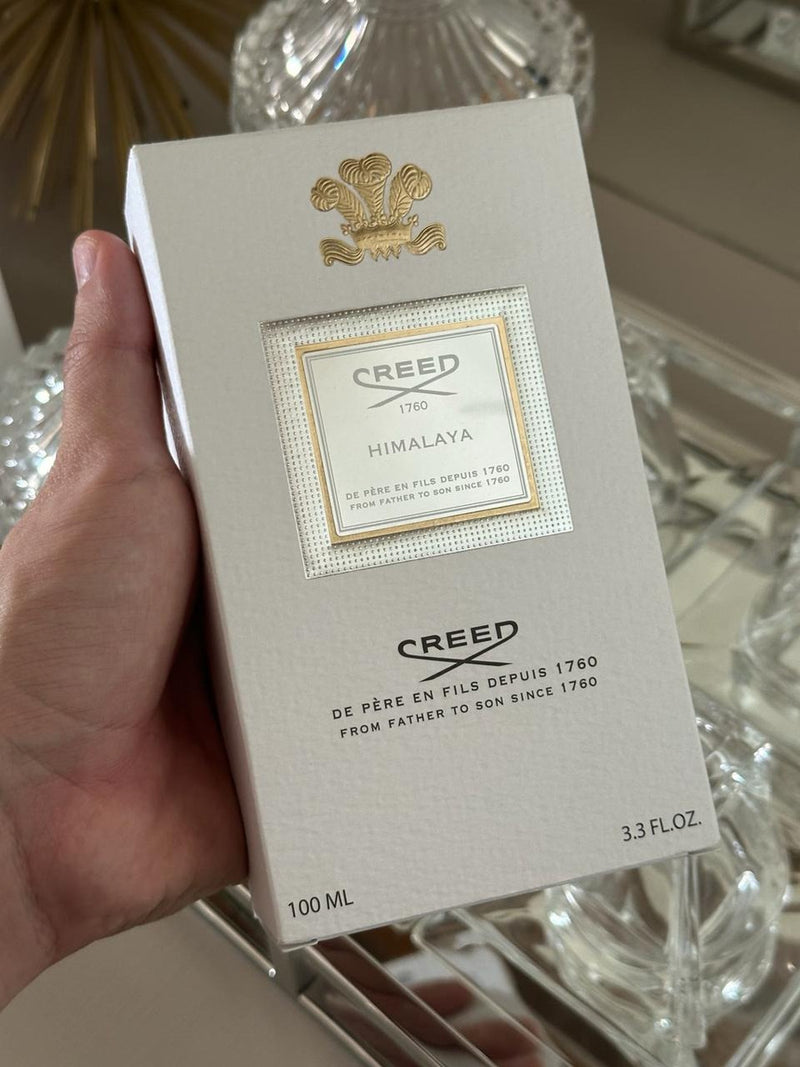 CREED
1760
HIMALAYA
DE PÈRE EN FILS DEPUIS 1760
FROM FATHER TO SON SINCE 1760
CREED
DE PÈRE EN FILS DEPUIS 1760
FROM FATHER TO SON SINCE 1760
3.3 FL.OZ.
100 ML